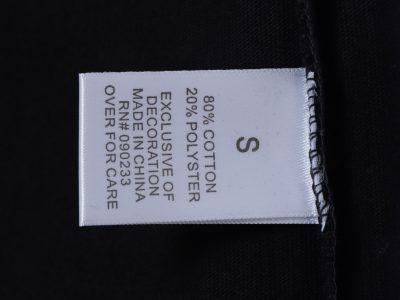 S
80% COTTON
20% POLYSTER
EXCLUSIVE OF
DECORATION
MADE IN CHINA
RN# 090233
OVER FOR CARE